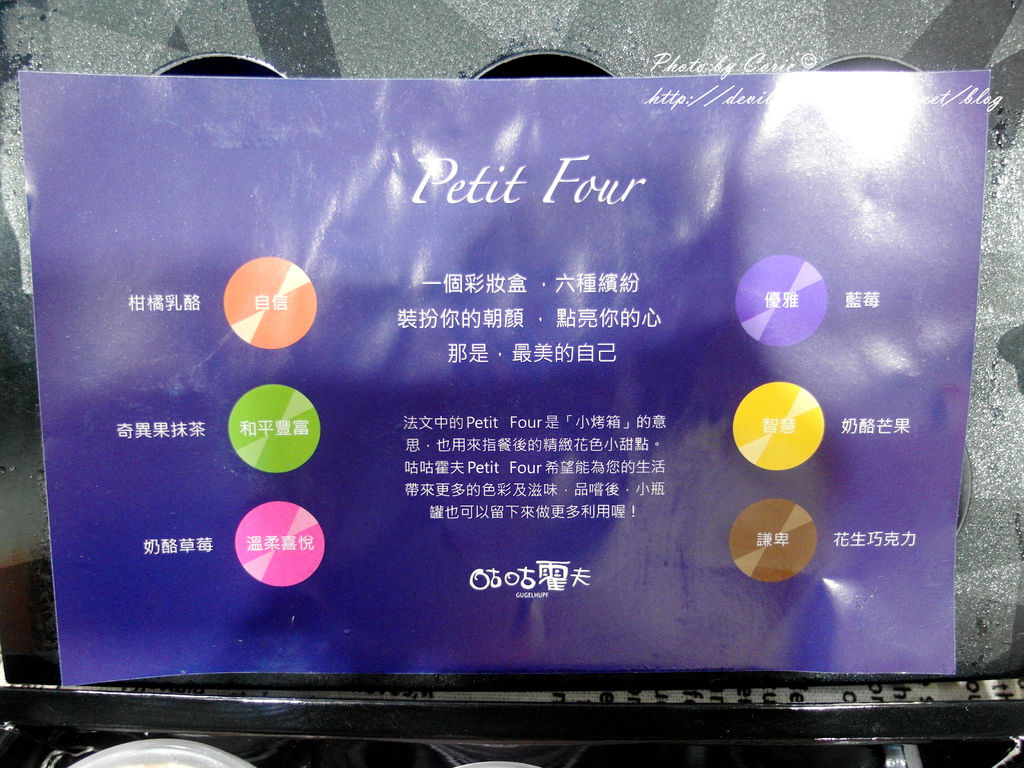 Photo by Carie©
http://devil
net/blog
Petit Four
一個彩妝盒，六種繽紛
裝扮你的朝顏，點亮你的心
那是，最美的自己
柑橘乳酪 自信
奇異果抹茶 和平豐富
奶酪草莓 溫柔喜悅
優雅 藍莓
智慧 奶酪芒果
謙卑 花生巧克力
法文中的Petit Four是「小烤箱」的意
思，也用來指餐後的精緻花色小甜點。
咕咕霍夫Petit Four希望能為您的生活
帶來更多的色彩及滋味，品嚐後，小瓶
罐也可以留下來做更多利用喔！
咕咕霍夫
GUGELHUPF